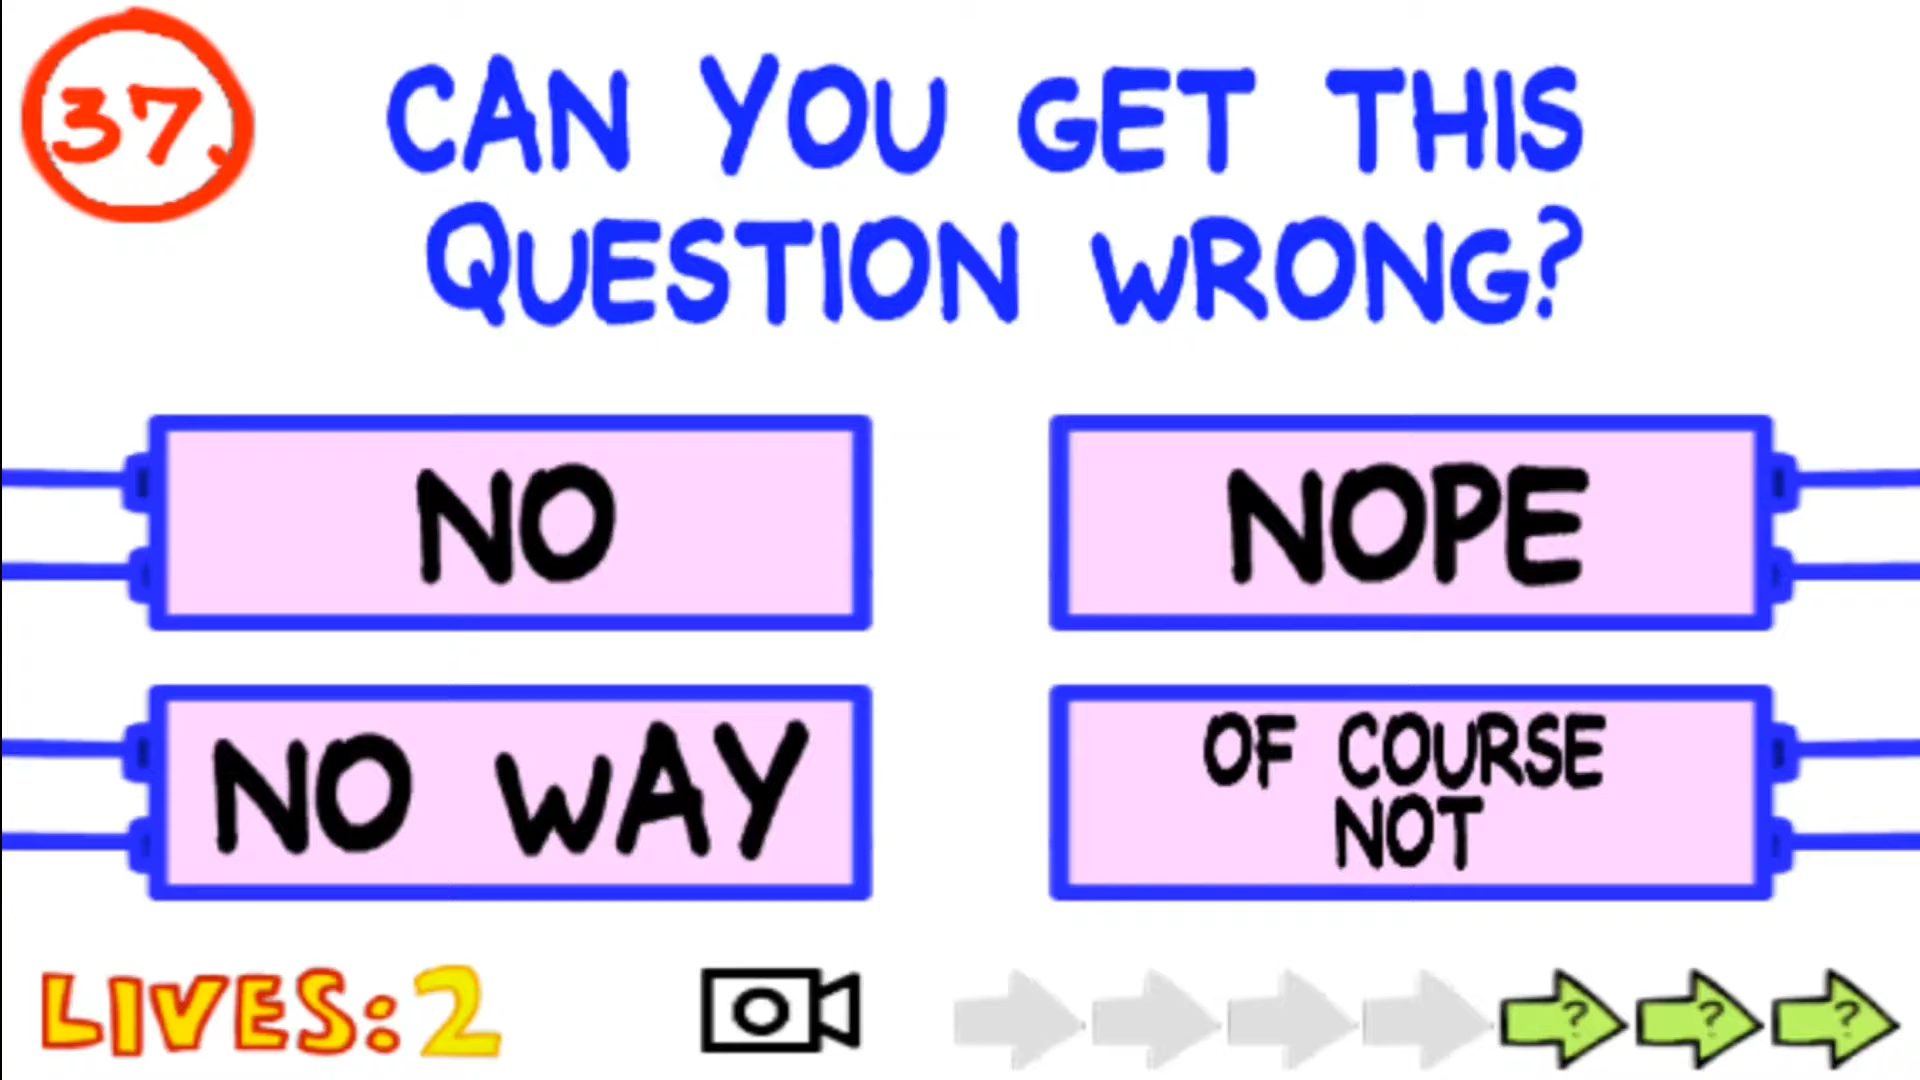 37.
CAN YOU GET THIS
QUESTION WRONG?
NO
NOPE
NO WAY
OF COURSE
NOT
LIVES: 2
? ? ?